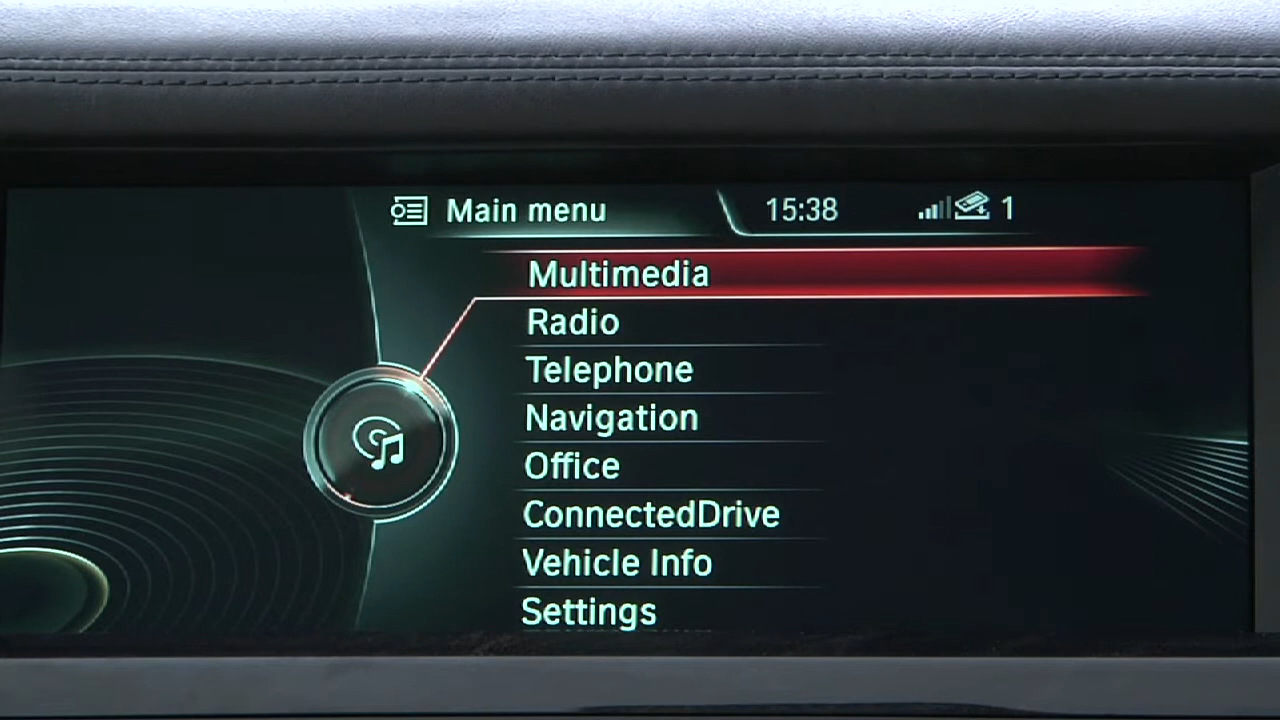 Main menu 15:38 1
Multimedia
Radio
Telephone
Navigation
Office
ConnectedDrive
Vehicle Info
Settings